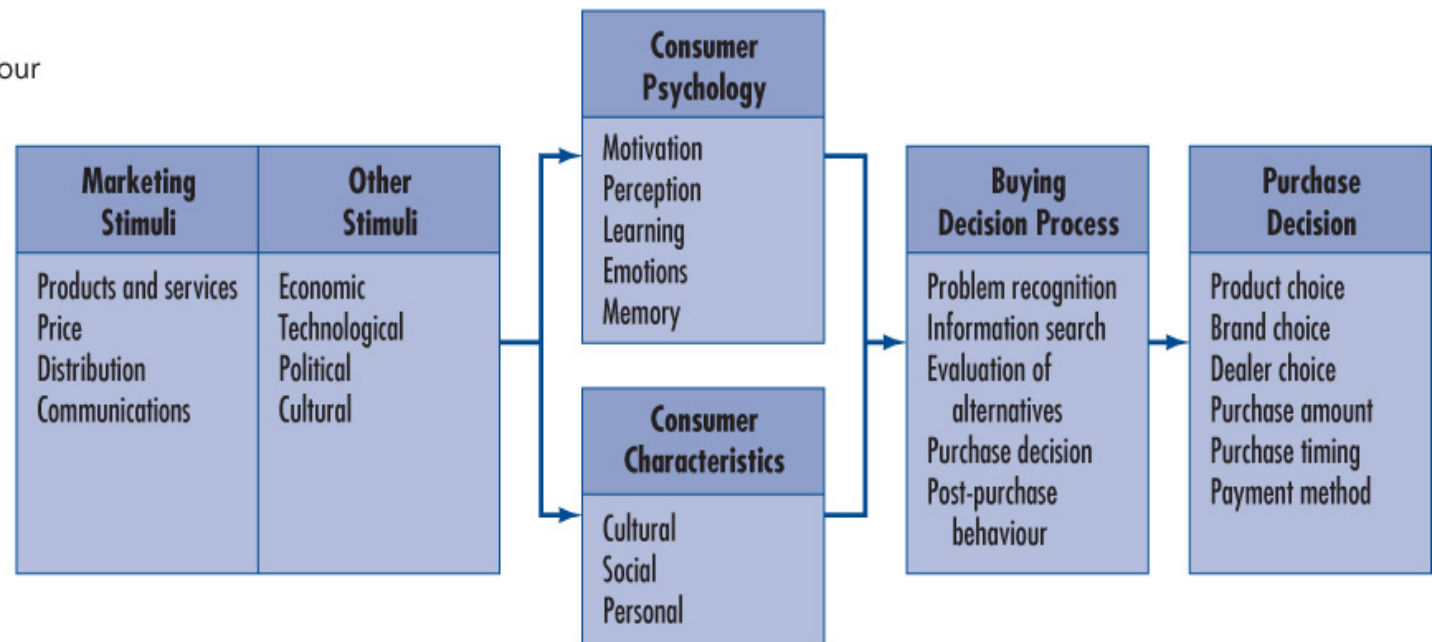 our
Marketing
Stimuli
Products and services
Price
Distribution
Communications
Other
Stimuli
Economic
Technological
Political
Cultural
Consumer
Psychology
Motivation
Perception
Learning
Emotions
Memory
Consumer
Characteristics
Cultural
Social
Personal
Buying
Decision Process
Problem recognition
Information search
Evaluation of
alternatives
Purchase decision
Post-purchase
behaviour
Purchase
Decision
Product choice
Brand choice
Dealer choice
Purchase amount
Purchase timing
Payment method